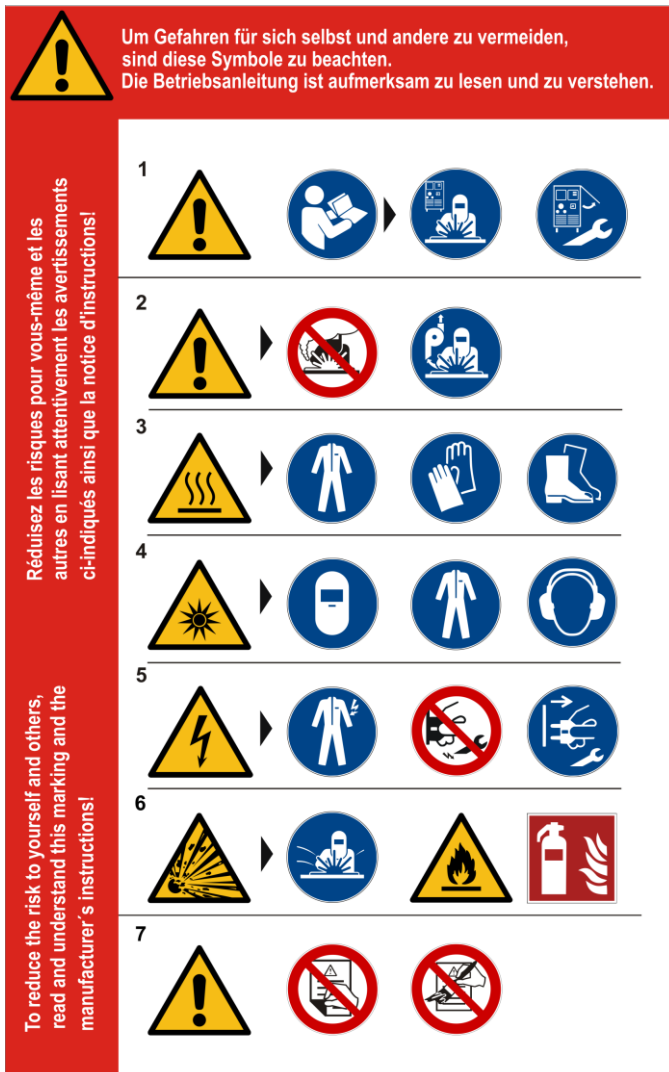 Um Gefahren für sich selbst und andere zu vermeiden,
sind diese Symbole zu beachten.
Die Betriebsanleitung ist aufmerksam zu lesen und zu verstehen.
Réduisez les risques pour vous-même et les
autres en lisant attentivement les avertissements
ci-indiqués ainsi que la notice d'instructions!
To reduce the risk to yourself and others,
read and understand this marking and the
manufacturer´s instructions!
1
2
3
4
5
6
7